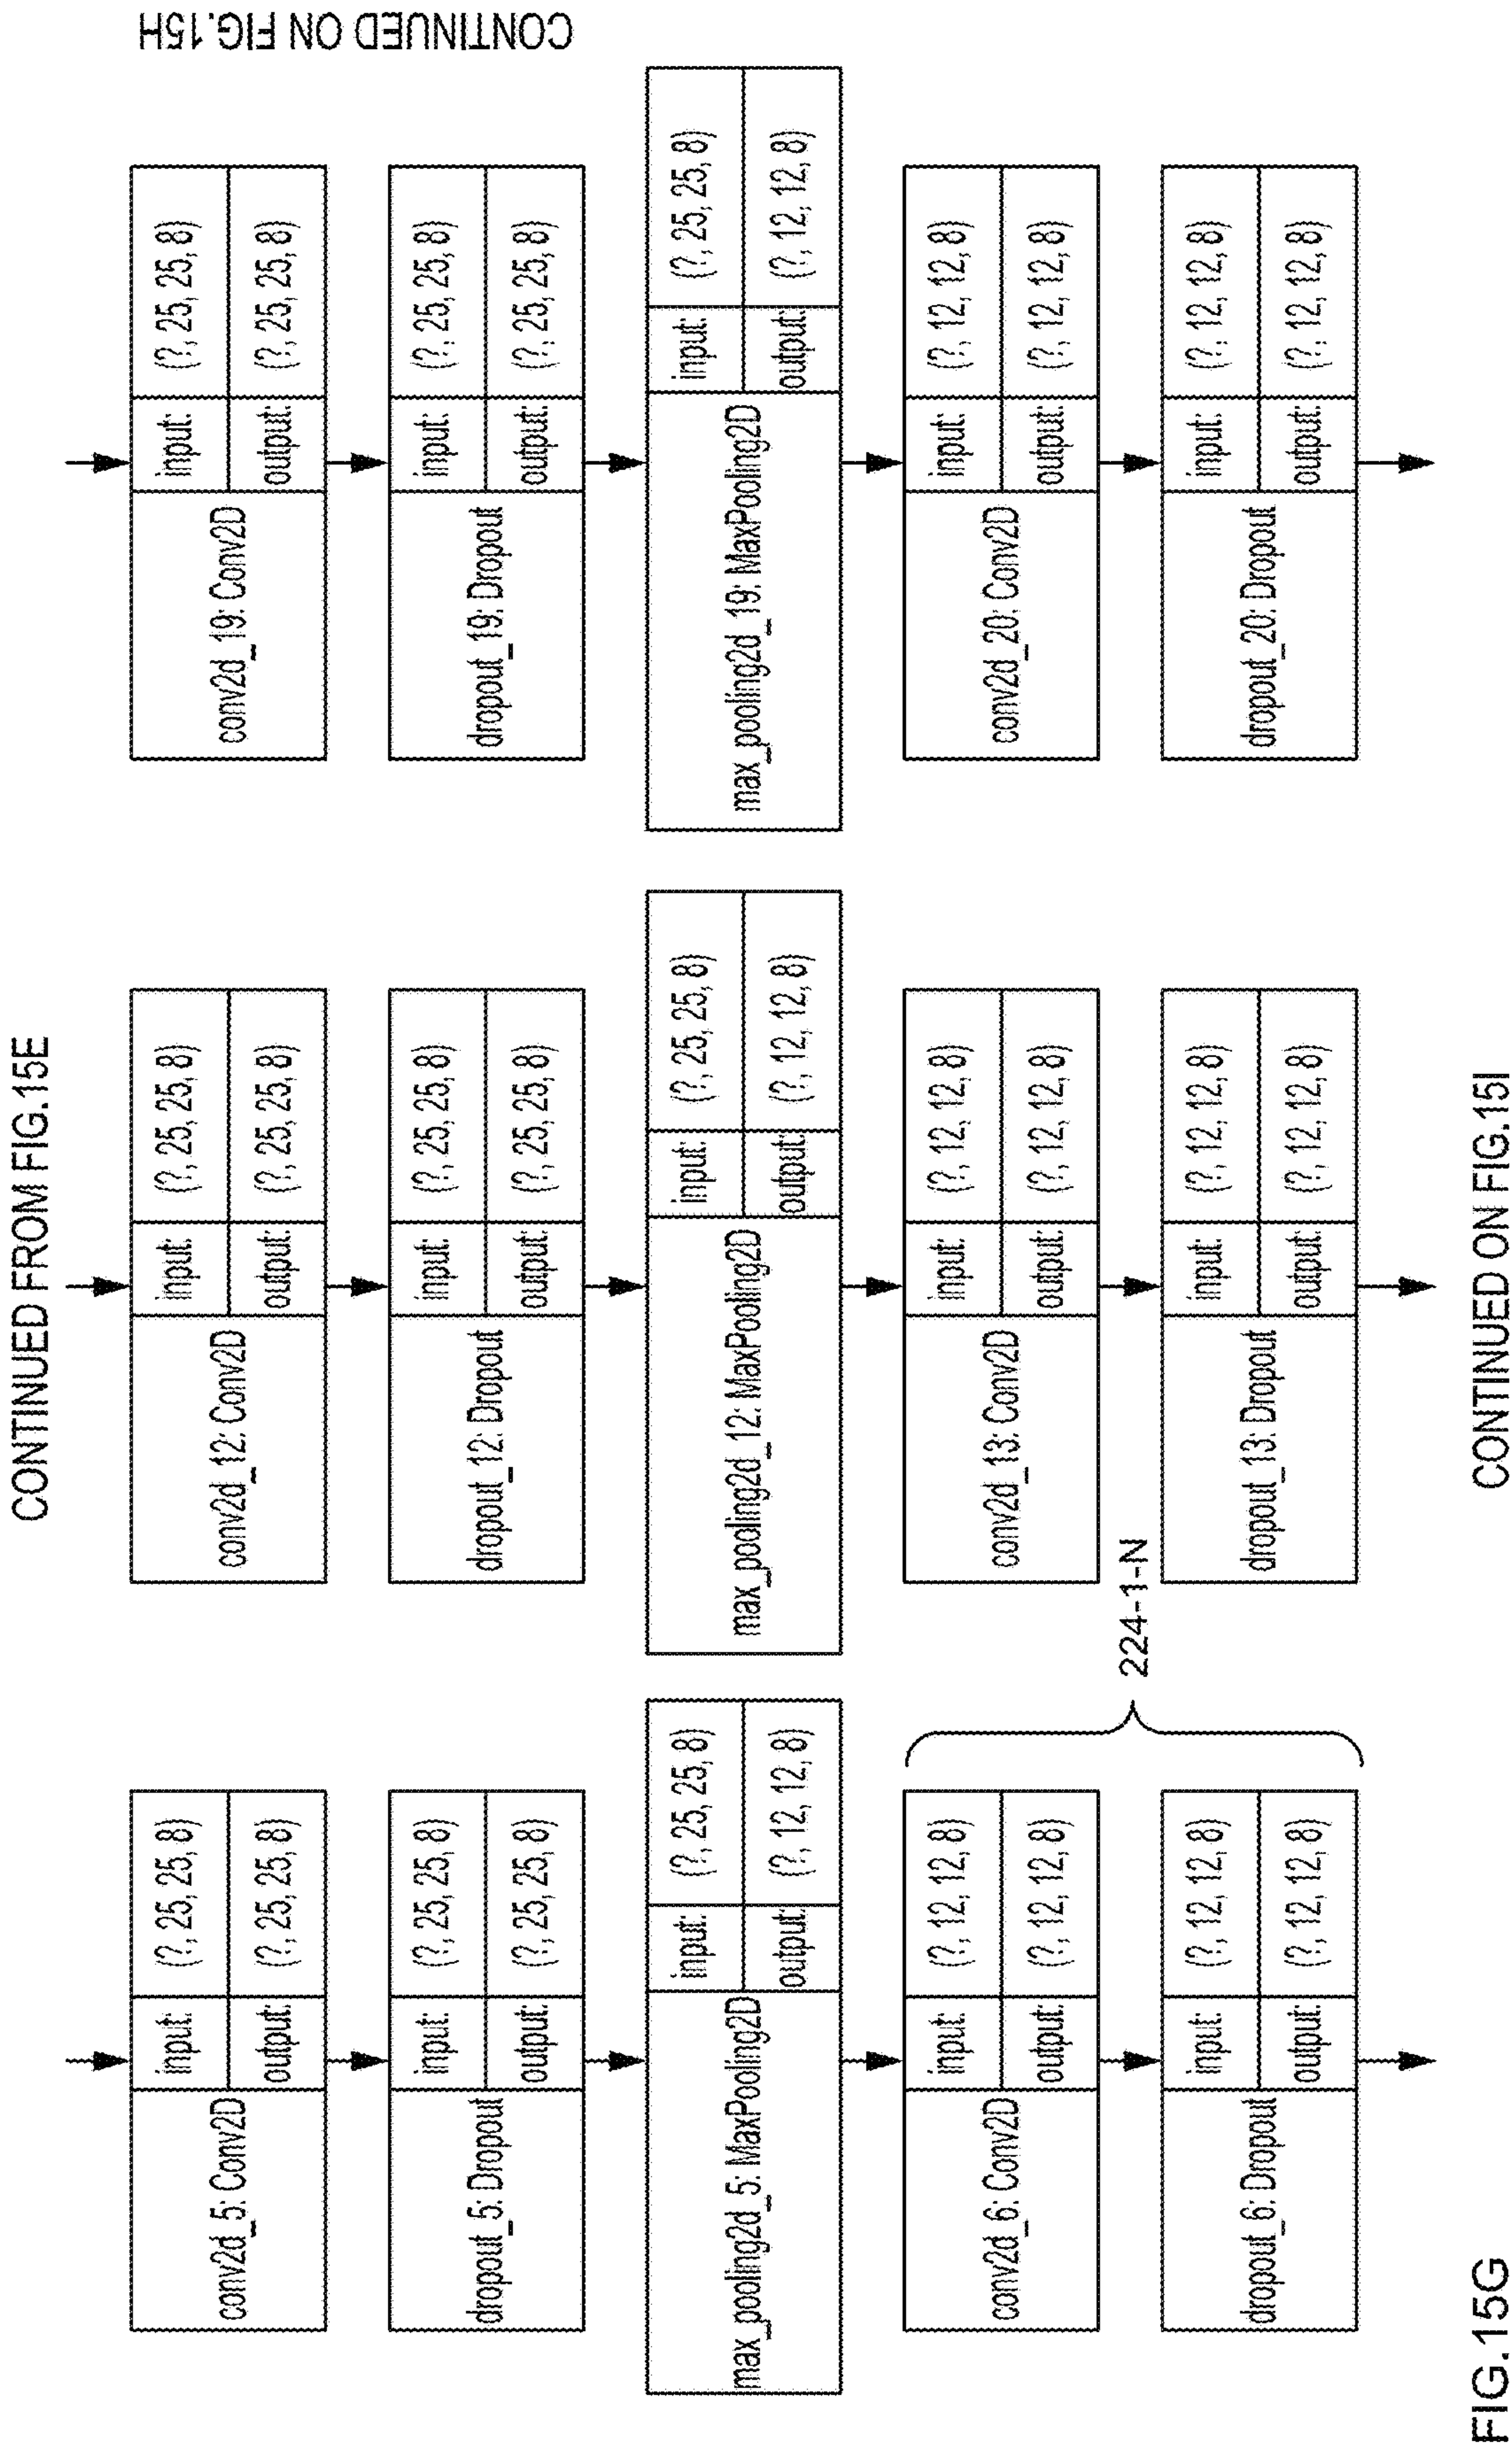 CONTINUED FROM FIG.15E
conv2d_5: Conv2D
input:
(?, 25, 25, 8)
output:
(?, 25, 25, 8)
dropout_5: Dropout
input:
(?, 25, 25, 8)
output:
(?, 25, 25, 8)
max_pooling2d_5: MaxPooling2D
input:
(?, 25, 25, 8)
output:
(?, 12, 12, 8)
conv2d_6: Conv2D
input:
(?, 12, 12, 8)
output:
(?, 12, 12, 8)
dropout_6: Dropout
input:
(?, 12, 12, 8)
output:
(?, 12, 12, 8)
224-1-N
conv2d_12: Conv2D
input:
(?, 25, 25, 8)
output:
(?, 25, 25, 8)
dropout_12: Dropout
input:
(?, 25, 25, 8)
output:
(?, 25, 25, 8)
max_pooling2d_12: MaxPooling2D
input:
(?, 25, 25, 8)
output:
(?, 12, 12, 8)
conv2d_13: Conv2D
input:
(?, 12, 12, 8)
output:
(?, 12, 12, 8)
dropout_13: Dropout
input:
(?, 12, 12, 8)
output:
(?, 12, 12, 8)
conv2d_19: Conv2D
input:
(?, 25, 25, 8)
output:
(?, 25, 25, 8)
dropout_19: Dropout
input:
(?, 25, 25, 8)
output:
(?, 25, 25, 8)
max_pooling2d_19: MaxPooling2D
input:
(?, 25, 25, 8)
output:
(?, 12, 12, 8)
conv2d_20: Conv2D
input:
(?, 12, 12, 8)
output:
(?, 12, 12, 8)
dropout_20: Dropout
input:
(?, 12, 12, 8)
output:
(?, 12, 12, 8)
CONTINUED ON FIG.15H
FIG.15G
CONTINUED ON FIG.15I